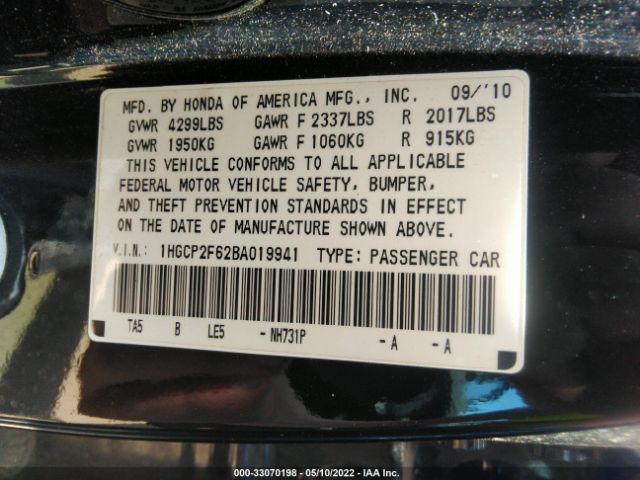 MFD. BY HONDA OF AMERICA MFG., INC. 09/'10
GVWR 4299LBS GAWR F 2337LBS R 2017LBS
GVWR 1950KG GAWR F 1060KG R 915KG
THIS VEHICLE CONFORMS TO ALL APPLICABLE
FEDERAL MOTOR VEHICLE SAFETY, BUMPER,
AND THEFT PREVENTION STANDARDS IN EFFECT
ON THE DATE OF MANUFACTURE SHOWN ABOVE.
V.I.N.: 1HGCP2F62BA019941 TYPE: PASSENGER CAR
TA5 B LE5 -NH731P -A -A
000-33070198 - 05/10/2022 - IAA Inc.